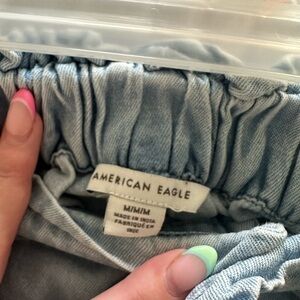 AMERICAN EAGLE
M/M/M
MADE IN INDIA
FABRIQUÉ EN
INDE